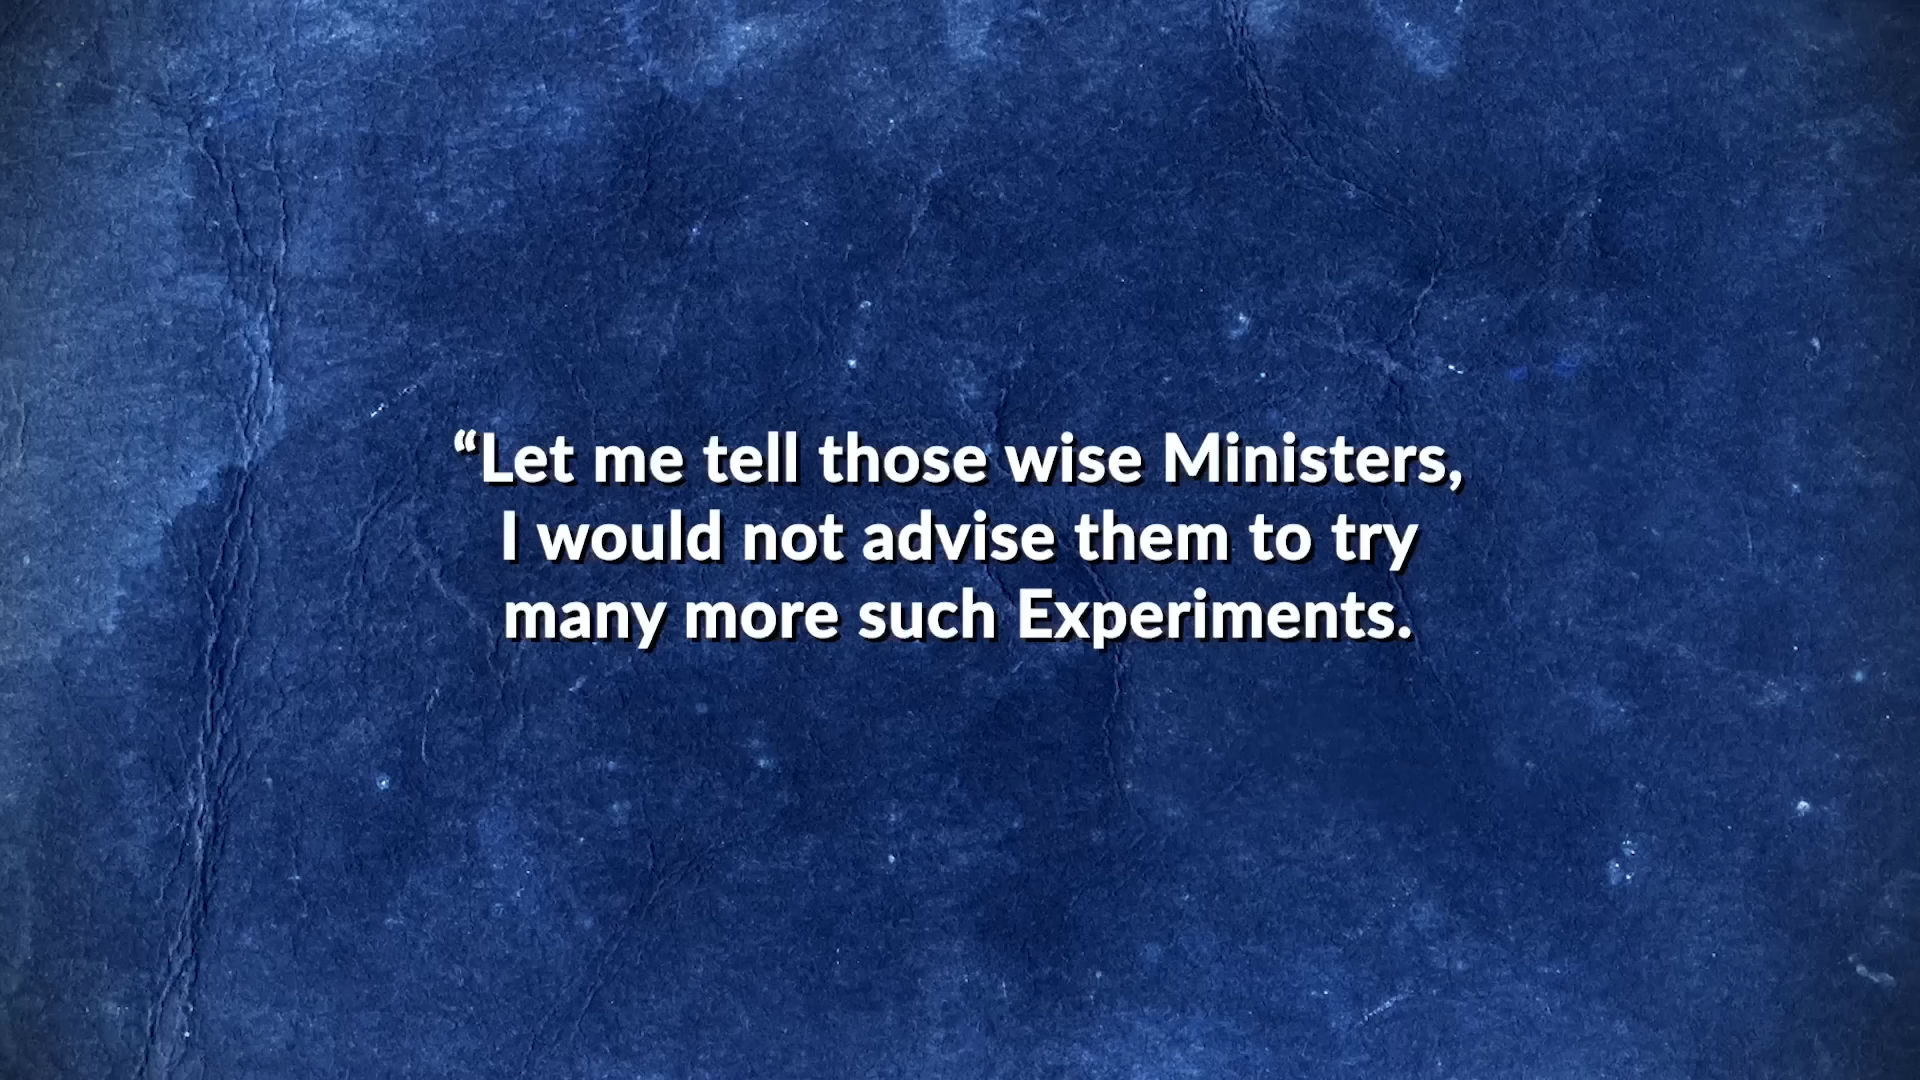 “Let me tell those wise Ministers,
I would not advise them to try
many more such Experiments.